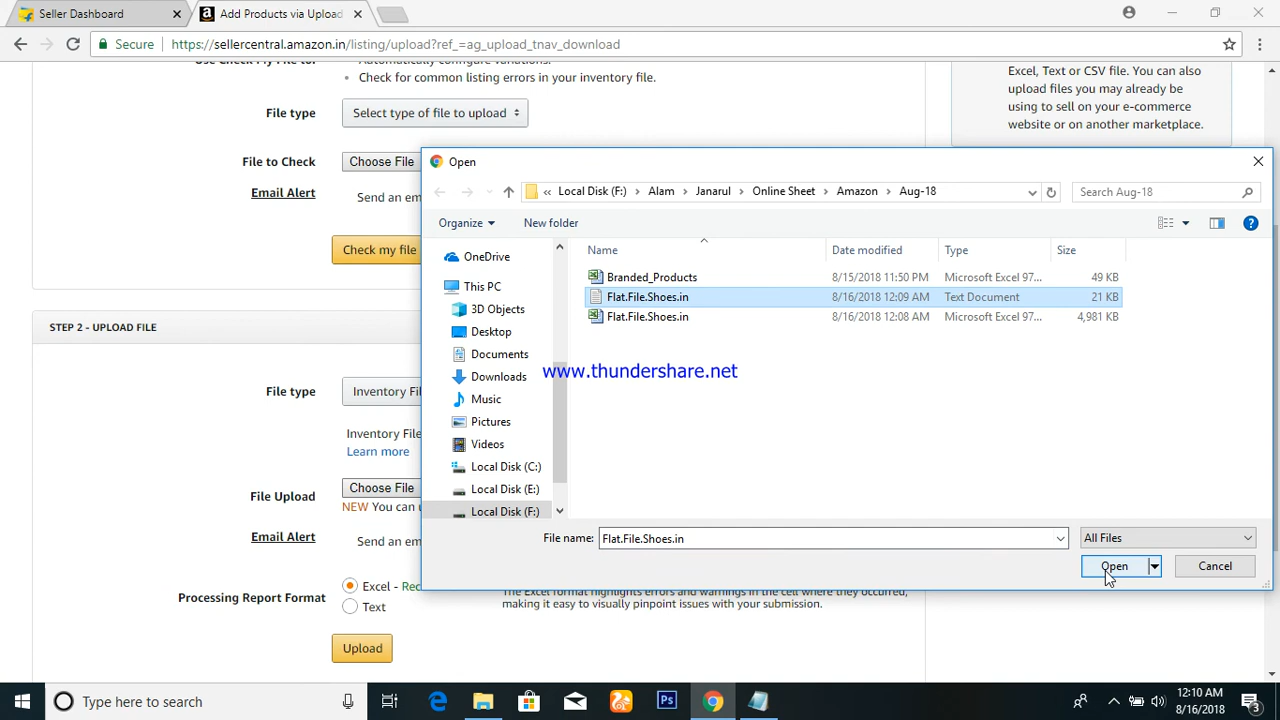 Seller Dashboard
Add Products via Upload
Secure https://sellercentral.amazon.in/listing/upload?ref_=ag_upload_tnav_download
Automatically configure variations.
Check for common listing errors in your inventory file.
File type Select type of file to upload
File to Check Choose File
Email Alert Send an em
Check my file
Excel, Text or CSV file. You can also
upload files you may already be
using to sell on your e-commerce
website or on another marketplace.
STEP 2 - UPLOAD FILE
File type Inventory Fil
Inventory File
Learn more
File Upload Choose File
NEW You can u
Email Alert Send an em
Processing Report Format Excel - Rec
Text
The Excel format highlights errors and warnings in the cell where they occurred,
making it easy to visually pinpoint issues with your submission.
Upload
Open
« Local Disk (F:) › Alam › Janarul › Online Sheet › Amazon › Aug-18
Search Aug-18
Organize New folder
Name Date modified Type Size
Branded_Products 8/15/2018 11:50 PM Microsoft Excel 97... 49 KB
Flat.File.Shoes.in 8/16/2018 12:09 AM Text Document 21 KB
Flat.File.Shoes.in 8/16/2018 12:08 AM Microsoft Excel 97... 4,981 KB
OneDrive
This PC
3D Objects
Desktop
Documents
Downloads
Music
Pictures
Videos
Local Disk (C:)
Local Disk (E:)
Local Disk (F:)
www.thundershare.net
File name: Flat.File.Shoes.in All Files
Open Cancel
Type here to search
Ps
12:10 AM
8/16/2018
3